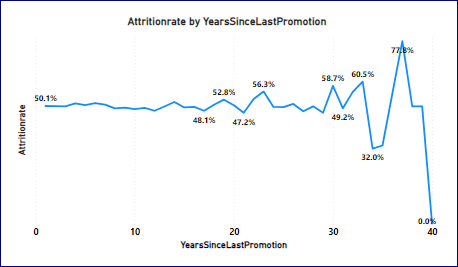 Attritionrate by YearsSinceLastPromotion
Attritionrate
50.1%
48.1%
52.8%
47.2%
56.3%
58.7%
49.2%
60.5%
32.0%
77.8%
0.0%
0 10 20 30 40
YearsSinceLastPromotion